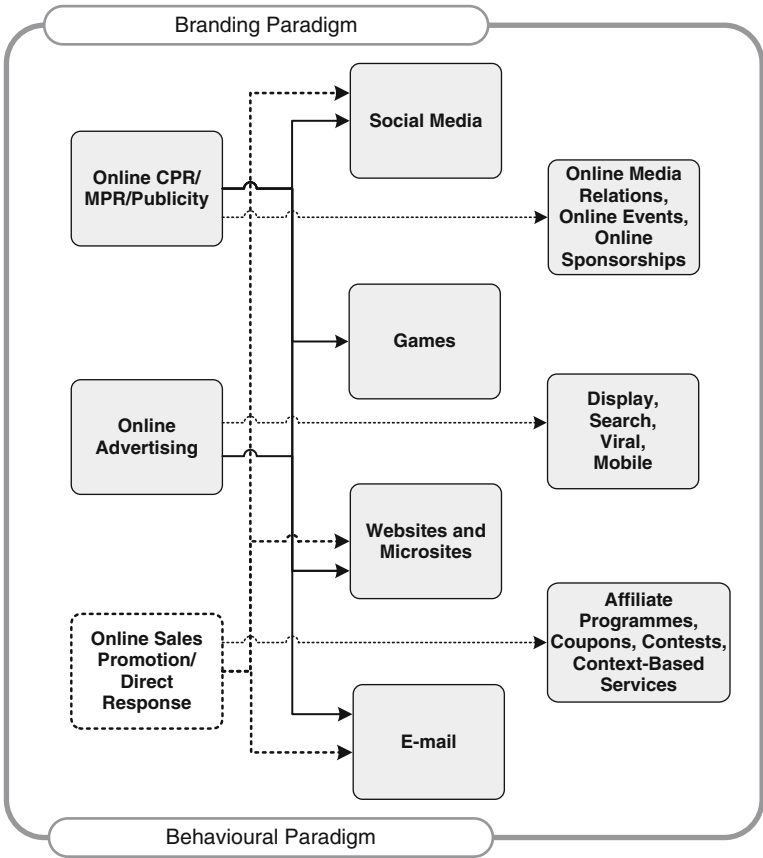 Branding Paradigm
Social Media
Online CPR/
MPR/Publicity
Online Media
Relations,
Online Events,
Online
Sponsorships
Games
Online
Advertising
Display,
Search,
Viral,
Mobile
Websites and
Microsites
Online Sales
Promotion/
Direct
Response
Affiliate
Programmes,
Coupons, Contests,
Context-Based
Services
E-mail
Behavioural Paradigm